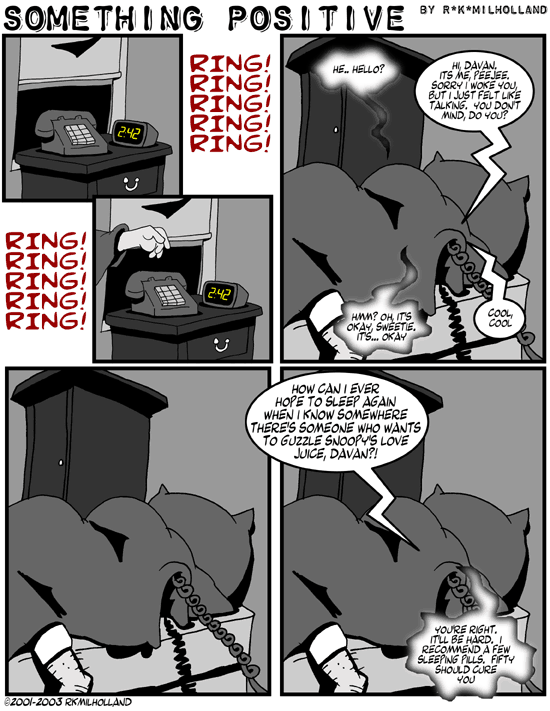 SOMETHING POSITIVE
BY R*K*MILHOLLAND
RING!
RING!
RING!
RING!
RING!
2:42
RING!
RING!
RING!
RING!
RING!
2:42
HE.. HELLO?
HI, DAVAN.
IT'S ME, PEEJEE.
SORRY I WOKE YOU,
BUT I JUST FELT LIKE
TALKING. YOU DON'T
MIND, DO YOU?
HMM? OH, IT'S
OKAY, SWEETIE.
IT'S... OKAY
COOL,
COOL
HOW CAN I EVER
HOPE TO SLEEP AGAIN
WHEN I KNOW SOMEWHERE
THERE'S SOMEONE WHO WANTS
TO GUZZLE SNOOPY'S LOVE
JUICE, DAVAN?!
YOU'RE RIGHT.
IT'LL BE HARD. I
RECOMMEND A FEW
SLEEPING PILLS. FIFTY
SHOULD CURE
YOU
©2001-2003 RKMILHOLLAND